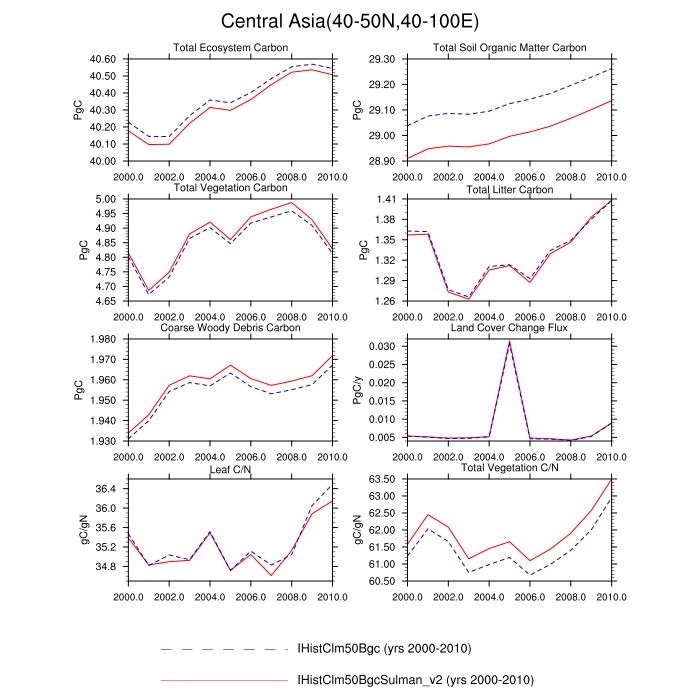 Central Asia(40-50N,40-100E)
Total Ecosystem Carbon
Total Soil Organic Matter Carbon
PgC
40.60
40.50
40.40
40.30
40.20
40.10
40.00
2000.0 2002.0 2004.0 2006.0 2008.0 2010.0
PgC
29.30
29.20
29.10
29.00
28.90
2000.0 2002.0 2004.0 2006.0 2008.0 2010.0
Total Vegetation Carbon
Total Litter Carbon
PgC
5.00
4.95
4.90
4.85
4.80
4.75
4.70
4.65
2000.0 2002.0 2004.0 2006.0 2008.0 2010.0
PgC
1.41
1.38
1.35
1.32
1.29
1.26
2000.0 2002.0 2004.0 2006.0 2008.0 2010.0
Coarse Woody Debris Carbon
Land Cover Change Flux
PgC
1.980
1.970
1.960
1.950
1.940
1.930
2000.0 2002.0 2004.0 2006.0 2008.0 2010.0
PgC/y
0.030
0.025
0.020
0.015
0.010
0.005
2000.0 2002.0 2004.0 2006.0 2008.0 2010.0
Leaf C/N
Total Vegetation C/N
gC/gN
36.4
36.0
35.6
35.2
34.8
2000.0 2002.0 2004.0 2006.0 2008.0 2010.0
gC/gN
63.50
63.00
62.50
62.00
61.50
61.00
60.50
2000.0 2002.0 2004.0 2006.0 2008.0 2010.0
IHistClm50Bgc (yrs 2000-2010)
IHistClm50BgcSulman_v2 (yrs 2000-2010)